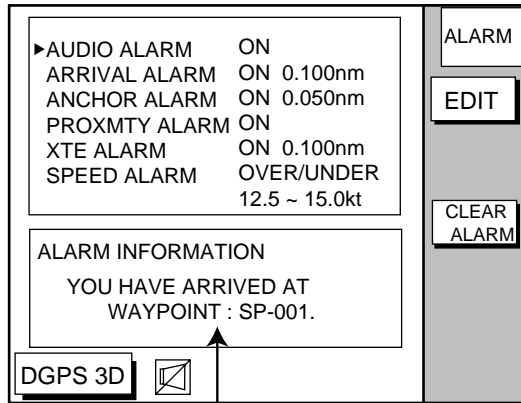 ▶AUDIO ALARM ON
ARRIVAL ALARM ON 0.100nm
ANCHOR ALARM ON 0.050nm
PROXMTY ALARM ON
XTE ALARM ON 0.100nm
SPEED ALARM OVER/UNDER
12.5 ~ 15.0kt
ALARM INFORMATION
YOU HAVE ARRIVED AT
WAYPOINT : SP-001.
DGPS 3D
ALARM
EDIT
CLEAR
ALARM